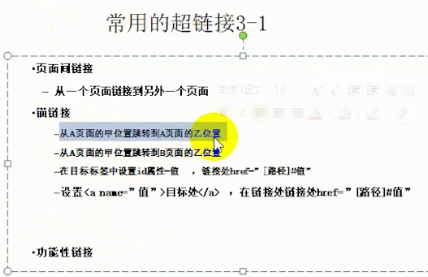 常用的超链接3-1
•页面间链接
– 从一个页面链接到另外一个页面
•锚链接
–从A页面的甲位置跳转到A页面的乙位置
–从A页面的甲位置跳转到B页面的乙位置
–在目标标签中设置id属性=值 ，链接处href=”[路径]#值”
–设置<a name=”值”>目标处</a> ，在链接处链接处href=”[路径]#值”
•功能性链接